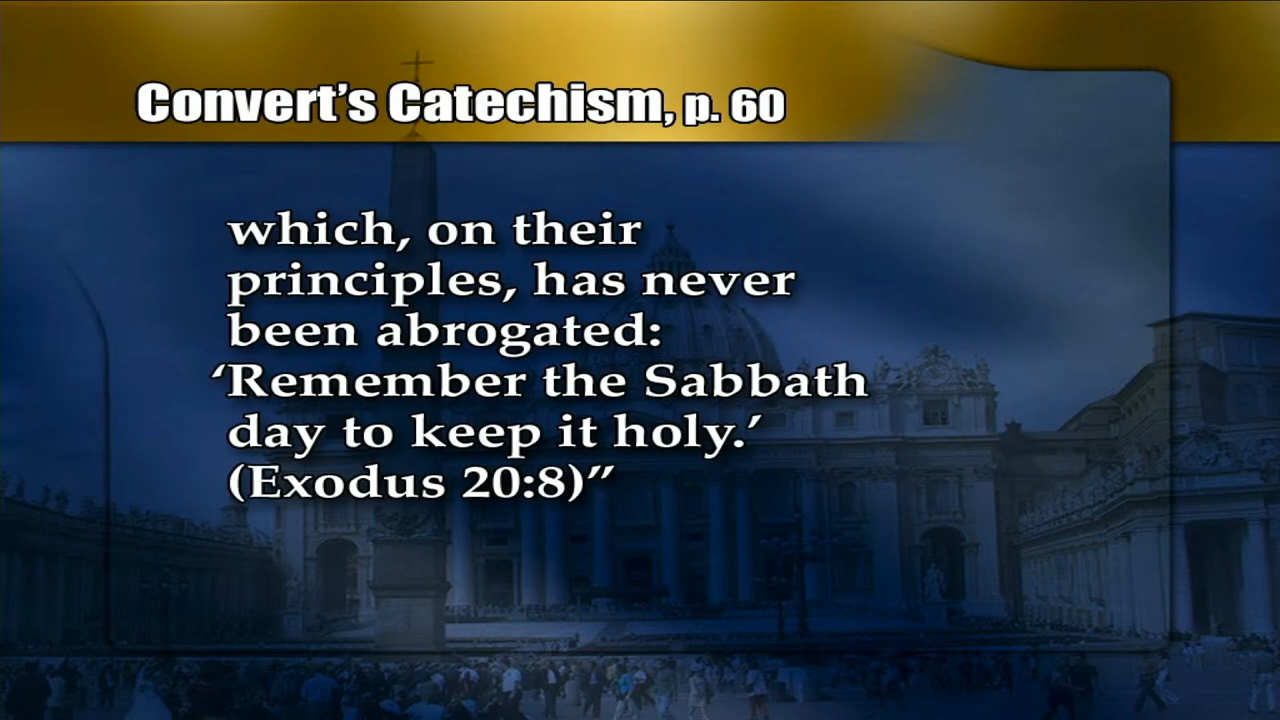 Convert's Catechism, p. 60
which, on their
principles, has never
been abrogated:
‘Remember the Sabbath
day to keep it holy.’
(Exodus 20:8)”